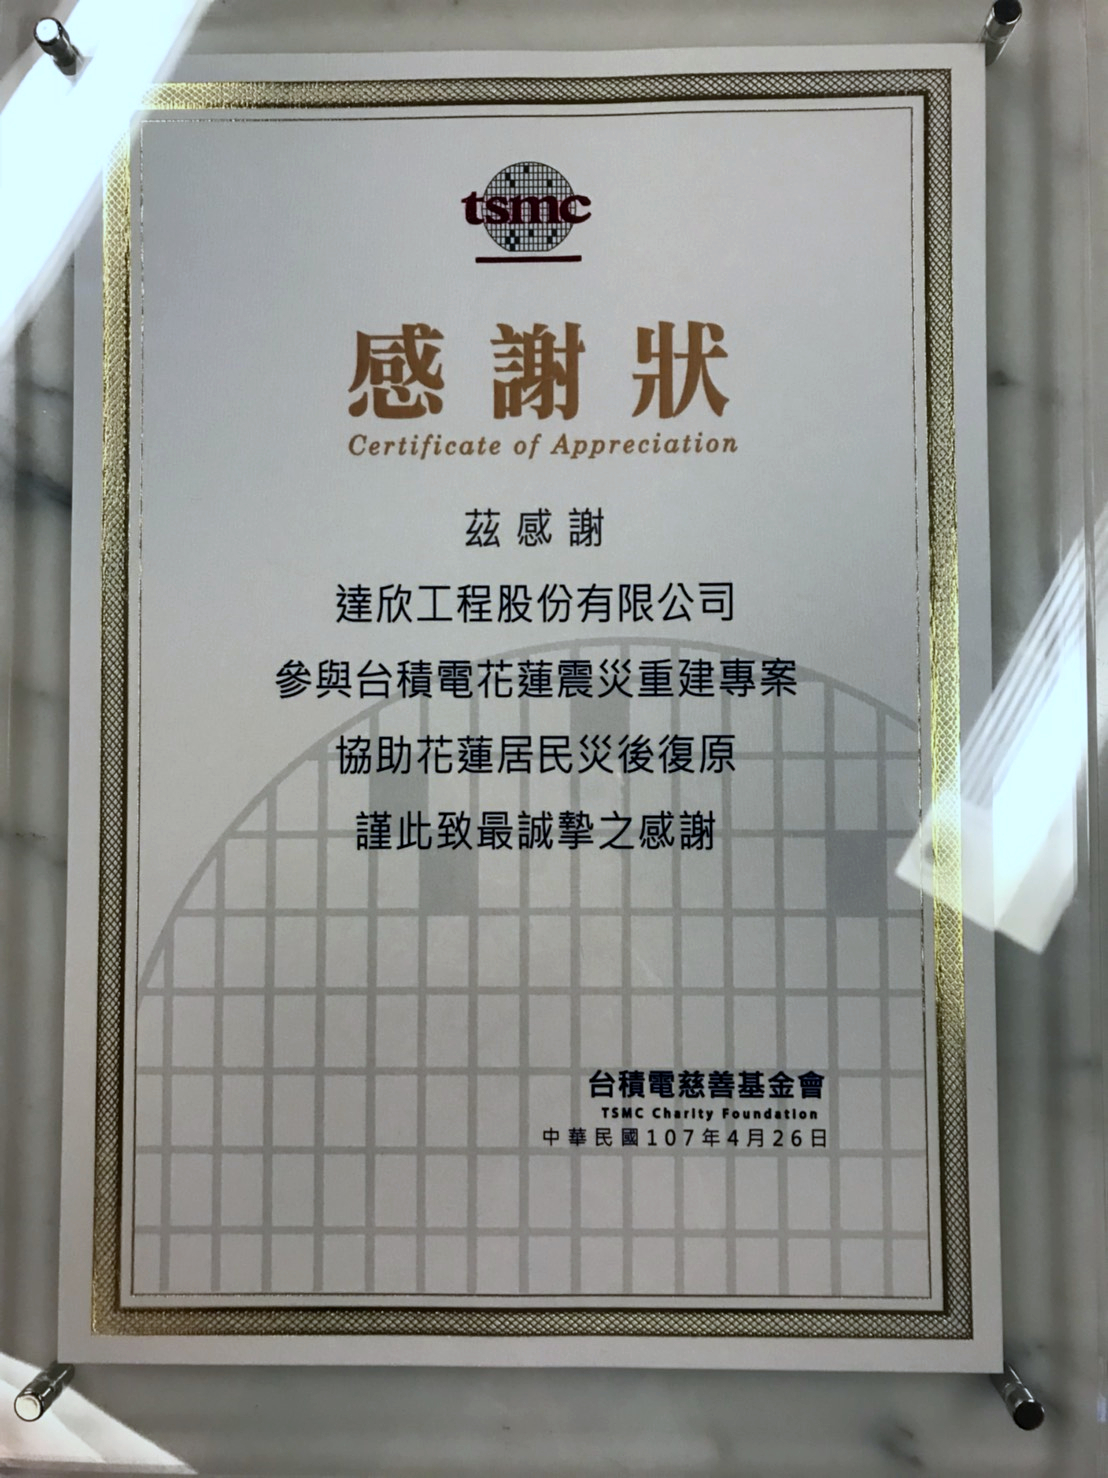 tsmc
感謝狀
Certificate of Appreciation
茲感謝
達欣工程股份有限公司
參與台積電花蓮震災重建專案
協助花蓮居民災後復原
謹此致最誠摯之感謝
台積電慈善基金會
TSMC Charity Foundation
中華民國107年4月26日